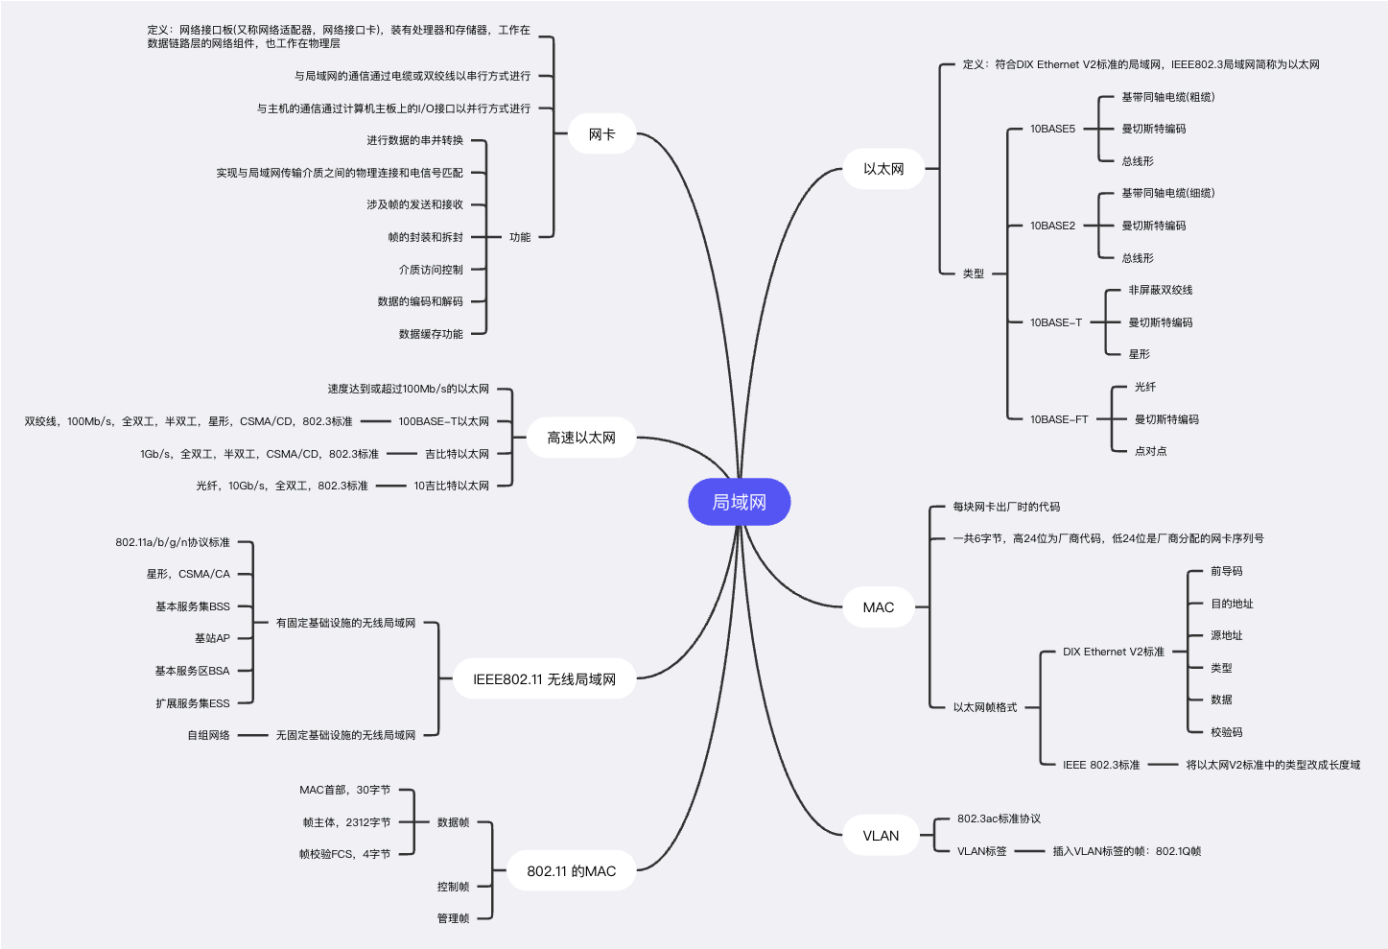 局域网
网卡
定义：网络接口板(又称网络适配器，网络接口卡)，装有处理器和存储器，工作在
数据链路层的网络组件，也工作在物理层
与局域网的通信通过电缆或双绞线以串行方式进行
与主机的通信通过计算机主板上的I/O接口以并行方式进行
功能
进行数据的串并转换
实现与局域网传输介质之间的物理连接和电信号匹配
涉及帧的发送和接收
帧的封装和拆封
介质访问控制
数据的编码和解码
数据缓存功能
高速以太网
速度达到或超过100Mb/s的以太网
100BASE-T以太网
双绞线，100Mb/s，全双工，半双工，星形，CSMA/CD，802.3标准
吉比特以太网
1Gb/s，全双工，半双工，CSMA/CD，802.3标准
10吉比特以太网
光纤，10Gb/s，全双工，802.3标准
IEEE802.11 无线局域网
有固定基础设施的无线局域网
802.11a/b/g/n协议标准
星形，CSMA/CA
基本服务集BSS
基站AP
基本服务区BSA
扩展服务集ESS
无固定基础设施的无线局域网
自组网络
802.11 的MAC
数据帧
MAC首部，30字节
帧主体，2312字节
帧校验FCS，4字节
控制帧
管理帧
以太网
定义：符合DIX Ethernet V2标准的局域网，IEEE802.3局域网简称为以太网
类型
10BASE5
基带同轴电缆(粗缆)
曼切斯特编码
总线形
10BASE2
基带同轴电缆(细缆)
曼切斯特编码
总线形
10BASE-T
非屏蔽双绞线
曼切斯特编码
星形
10BASE-FT
光纤
曼切斯特编码
点对点
MAC
每块网卡出厂时的代码
一共6字节，高24位为厂商代码，低24位是厂商分配的网卡序列号
以太网帧格式
DIX Ethernet V2标准
前导码
目的地址
源地址
类型
数据
校验码
IEEE 802.3标准
将以太网V2标准中的类型改成长度域
VLAN
802.3ac标准协议
VLAN标签
插入VLAN标签的帧：802.1Q帧